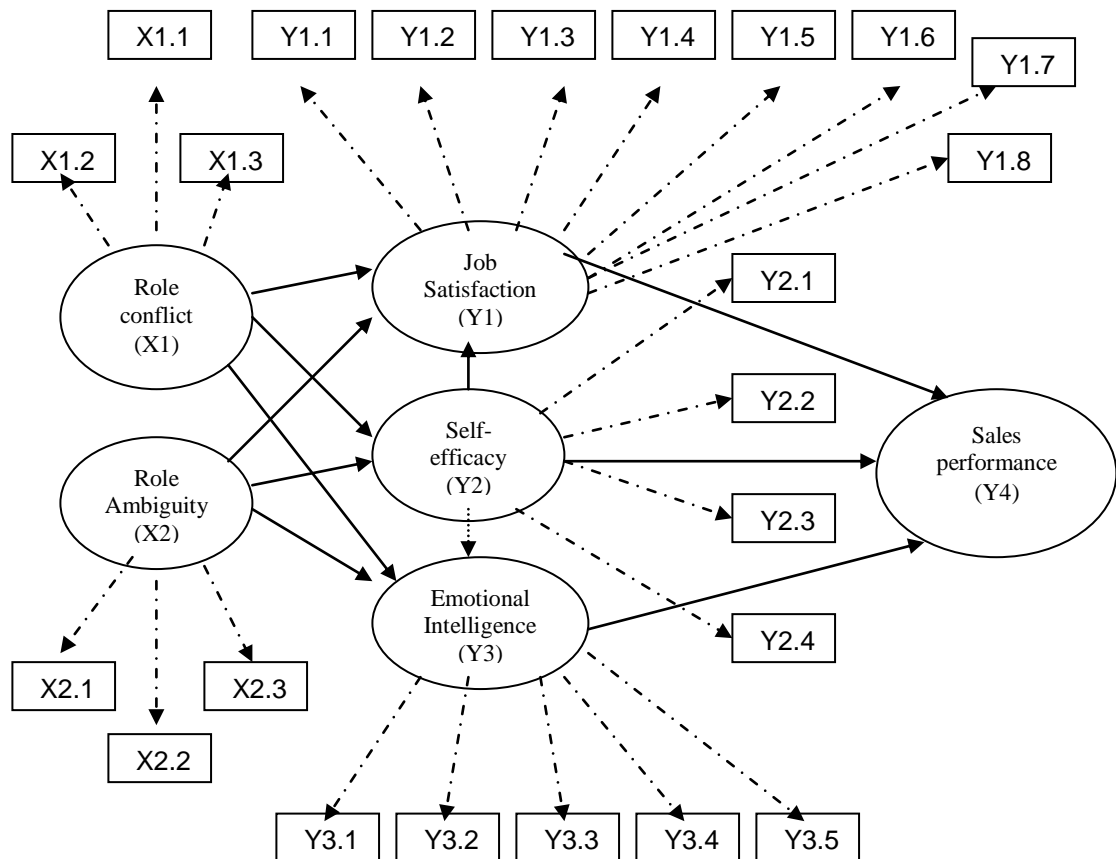 X1.1
Y1.1
Y1.2
Y1.3
Y1.4
Y1.5
Y1.6
Y1.7
X1.2
X1.3
Y1.8
Role
conflict
(X1)
Job
Satisfaction
(Y1)
Y2.1
Role
Ambiguity
(X2)
Self-
efficacy
(Y2)
Y2.2
Sales
performance
(Y4)
Y2.3
Emotional
Intelligence
(Y3)
Y2.4
X2.1
X2.3
X2.2
Y3.1
Y3.2
Y3.3
Y3.4
Y3.5